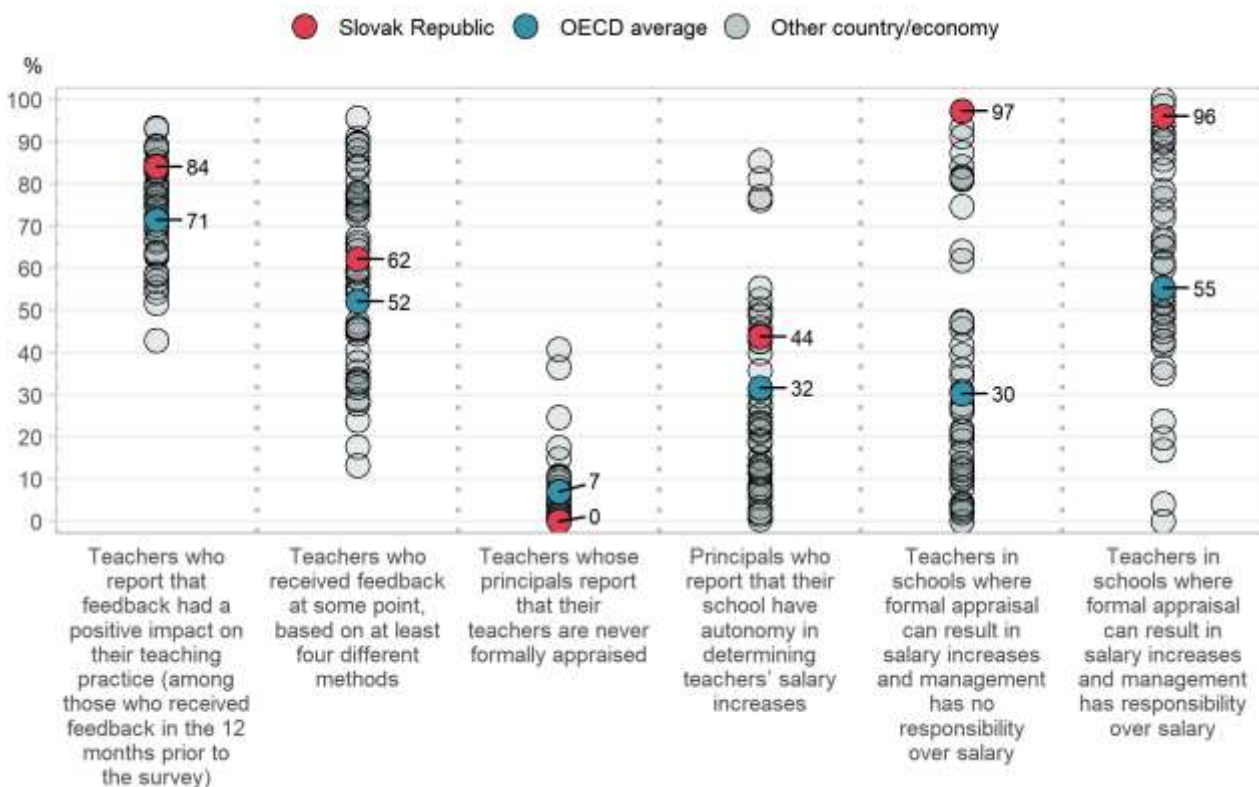 Slovak Republic OECD average Other country/economy
%
100
90
80
70
60
50
40
30
20
10
0
84
71
62
52
7
0
44
32
97
30
96
55
Teachers who
report that
feedback had a
positive impact on
their teaching
practice (among
those who received
feedback in the 12
months prior to
the survey)
Teachers who
received feedback
at some point,
based on at least
four different
methods
Teachers whose
principals report
that their
teachers are never
formally appraised
Principals who
report that their
school have
autonomy in
determining
teachers' salary
increases
Teachers in
schools where
formal appraisal
can result in
salary increases
and management
has no
responsibility
over salary
Teachers in
schools where
formal appraisal
can result in
salary increases
and management
has responsibility
over salary